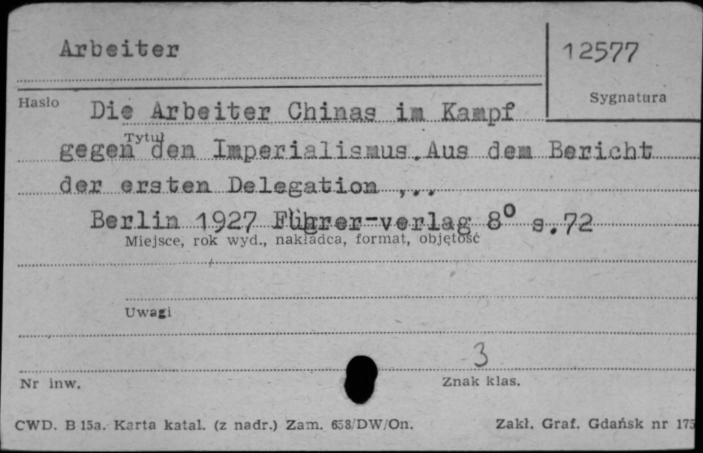 Arbeiter
12577
Hasło
Sygnatura
Die Arbeiter Chinas im Kampf
Tytuł
gegen den Imperialismus.Aus dem Bericht
der ersten Delegation ,..
Berlin 1927 Führer-verlag 8° s.72
Miejsce, rok wyd., nakładca, format, objętość
Uwagi
3
Nr inw.
Znak klas.
CWD. B 15a. Karta katal. (z nadr.) Zam. 658/DW/On.
Zakł. Graf. Gdańsk nr 175